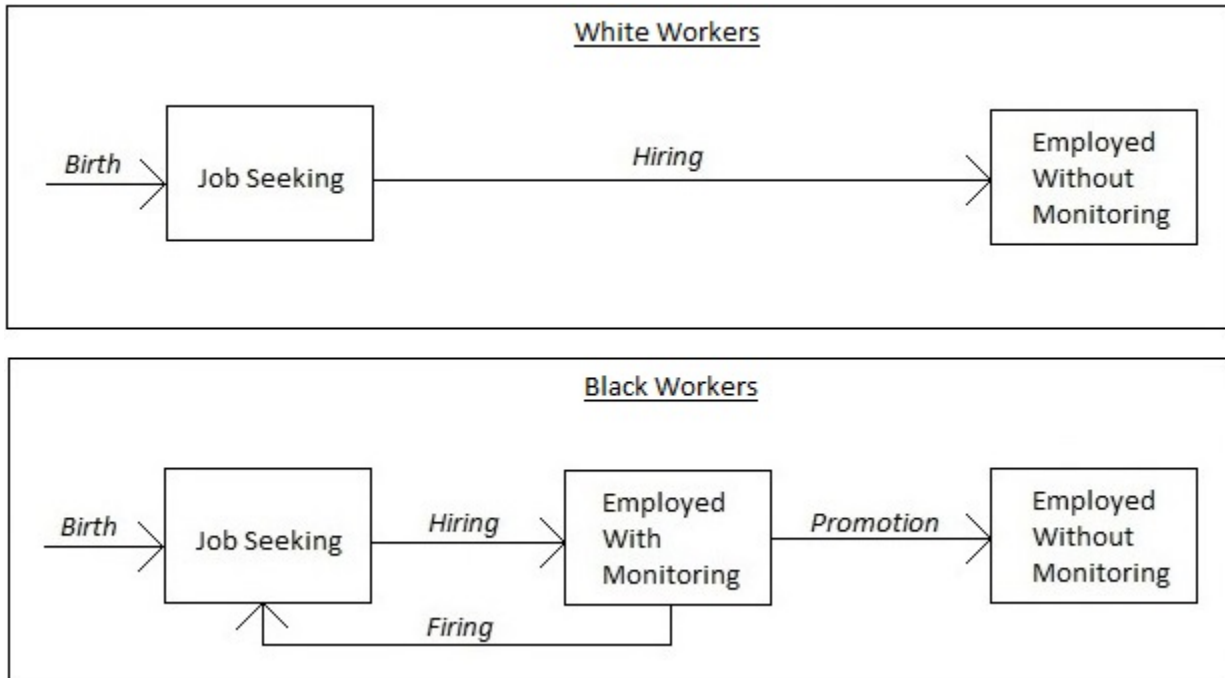 White Workers
Birth
Job Seeking
Hiring
Employed
Without
Monitoring
Black Workers
Birth
Job Seeking
Hiring
Employed
With
Monitoring
Promotion
Employed
Without
Monitoring
Firing